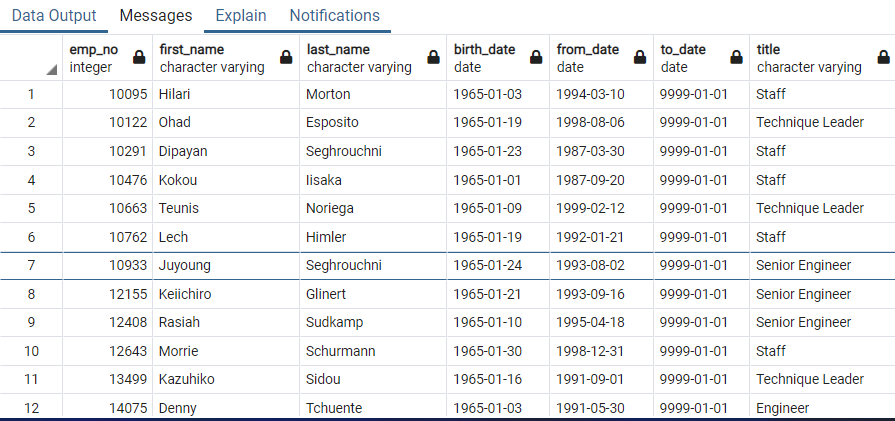 Data Output Messages Explain Notifications
emp_no first_name last_name birth_date from_date to_date title
integer character varying character varying date date date character varying
1 10095 Hilari Morton 1965-01-03 1994-03-10 9999-01-01 Staff
2 10122 Ohad Esposito 1965-01-19 1998-08-06 9999-01-01 Technique Leader
3 10291 Dipayan Seghrouchni 1965-01-23 1987-03-30 9999-01-01 Staff
4 10476 Kokou Iisaka 1965-01-01 1987-09-20 9999-01-01 Staff
5 10663 Teunis Noriega 1965-01-09 1999-02-12 9999-01-01 Technique Leader
6 10762 Lech Himler 1965-01-19 1992-01-21 9999-01-01 Staff
7 10933 Juyoung Seghrouchni 1965-01-24 1993-08-02 9999-01-01 Senior Engineer
8 12155 Keiichiro Glinert 1965-01-21 1993-09-16 9999-01-01 Senior Engineer
9 12408 Rasiah Sudkamp 1965-01-10 1995-04-18 9999-01-01 Senior Engineer
10 12643 Morrie Schurmann 1965-01-30 1998-12-31 9999-01-01 Staff
11 13499 Kazuhiko Sidou 1965-01-16 1991-09-01 9999-01-01 Technique Leader
12 14075 Denny Tchuente 1965-01-03 1991-05-30 9999-01-01 Engineer